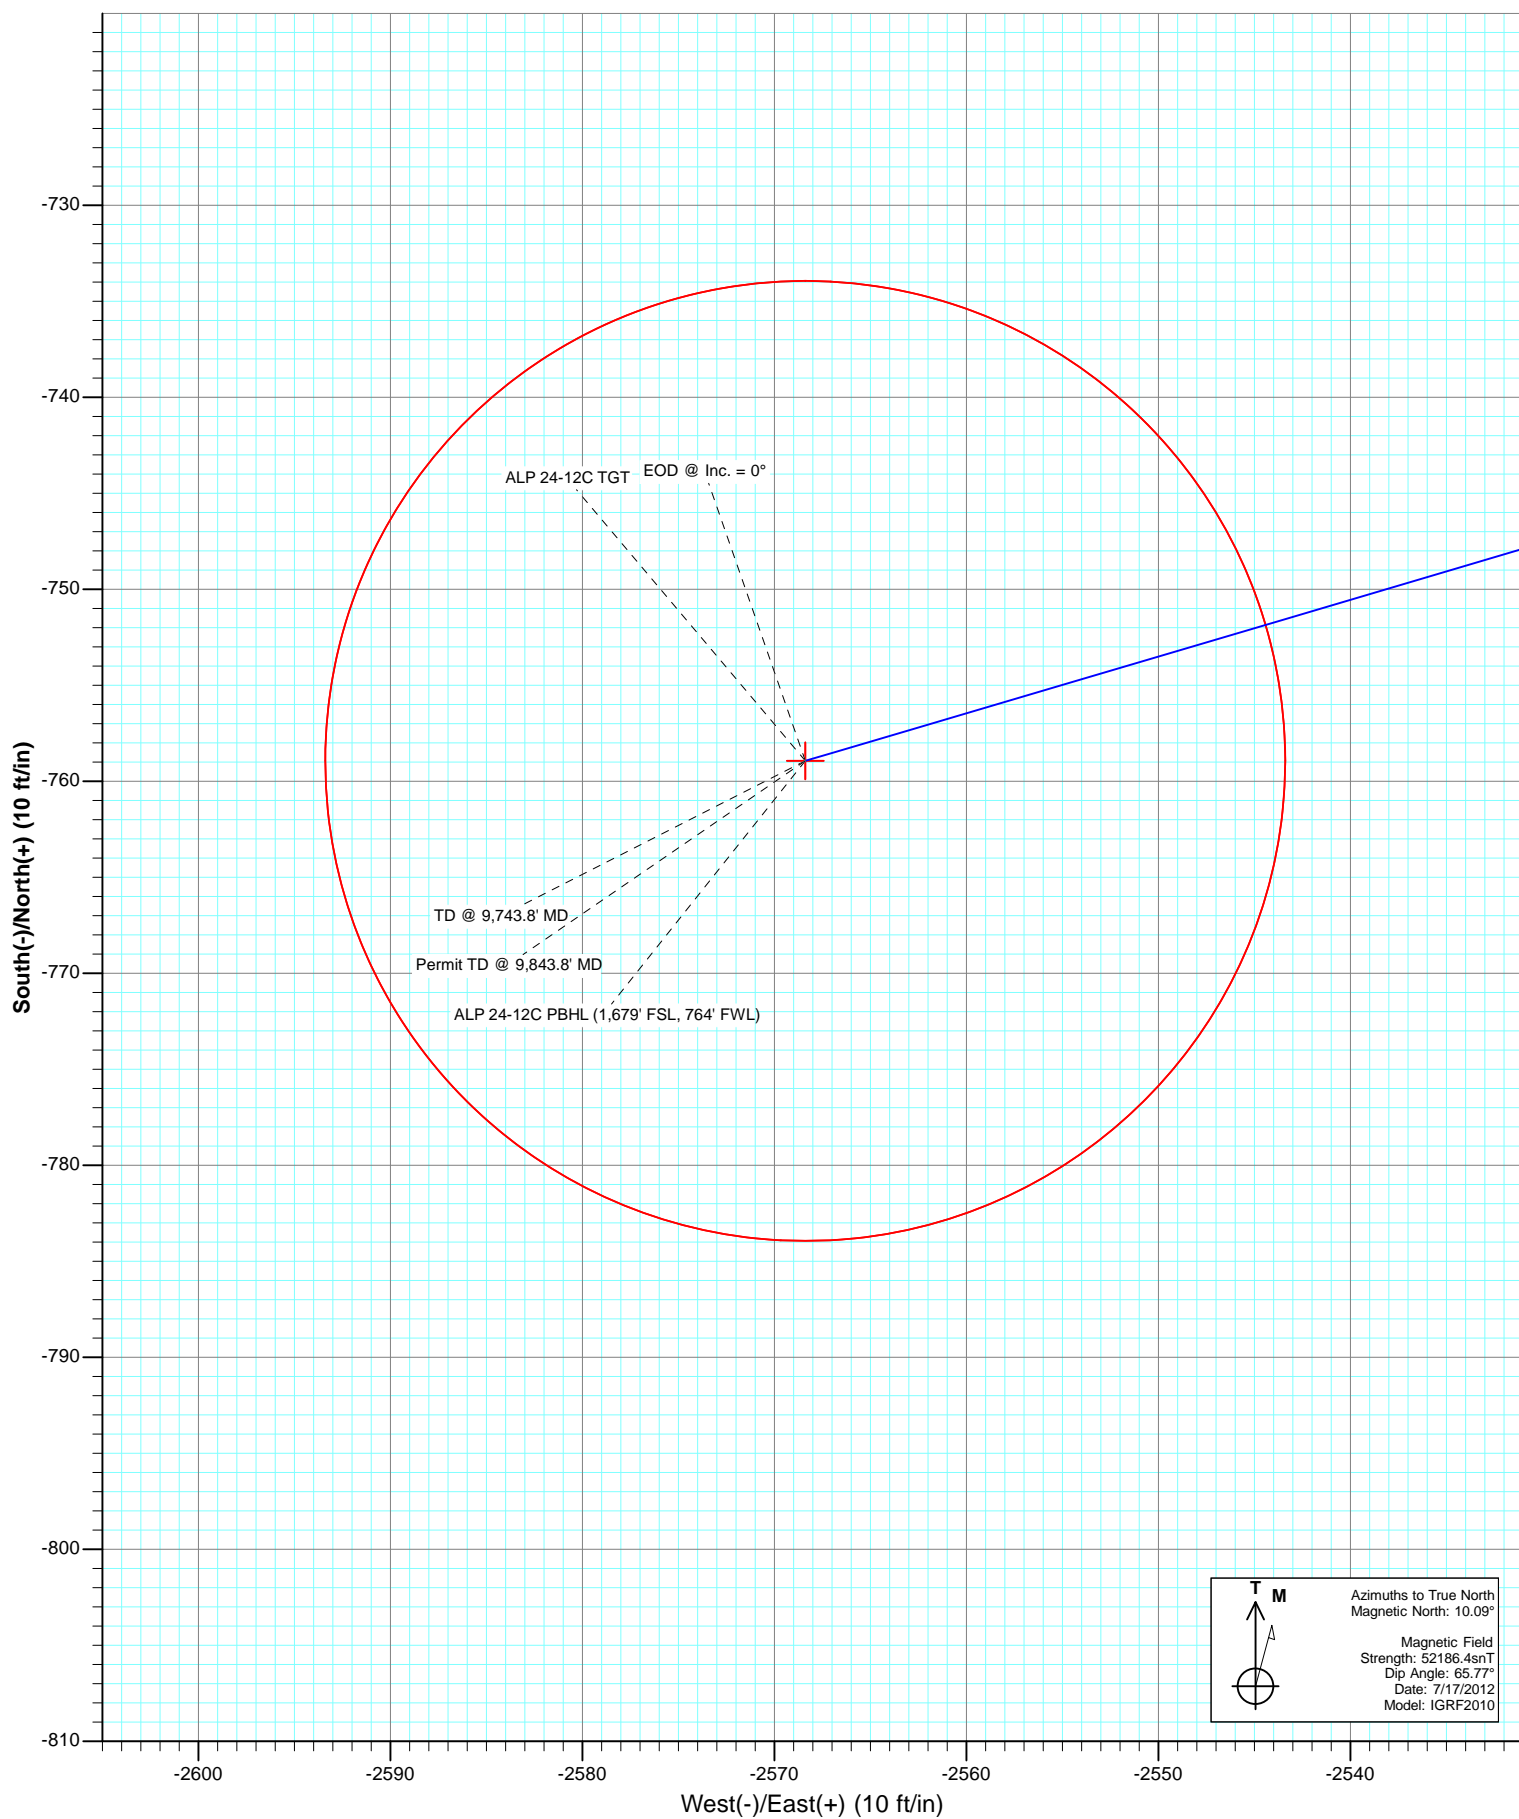 -730
-740
ALP 24-12C TGT
EOD @ Inc. = 0°
-750
-760
South(-)/North(+) (10 ft/in)
TD @ 9,743.8' MD
Permit TD @ 9,843.8' MD
-770
ALP 24-12C PBHL (1,679' FSL, 764' FWL)
-780
-790
-800
T
M
Azimuths to True North
Magnetic North: 10.09°
Magnetic Field
Strength: 52186.4snT
Dip Angle: 65.77°
Date: 7/17/2012
Model: IGRF2010
-810
-2600
-2590
-2580
-2570
-2560
-2550
-2540
West(-)/East(+) (10 ft/in)